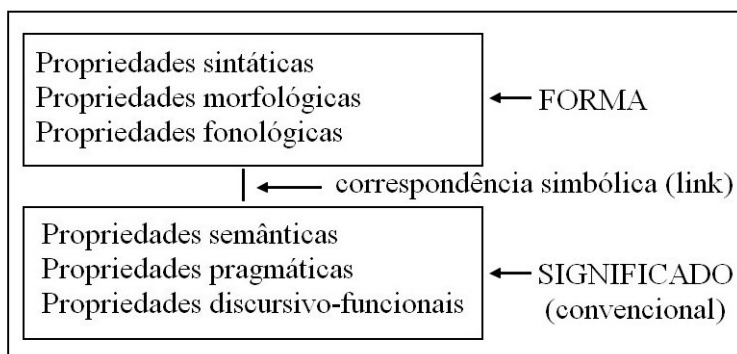 Propriedades sintáticas
Propriedades morfológicas
Propriedades fonológicas
FORMA
correspondência simbólica (link)
Propriedades semânticas
Propriedades pragmáticas
Propriedades discursivo-funcionais
SIGNIFICADO
(convencional)